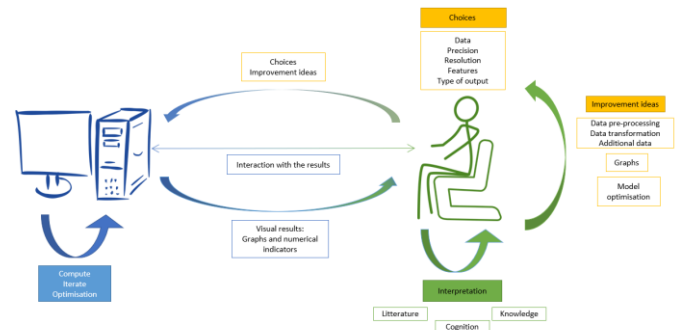 Choices
Data
Precision
Resolution
Features
Type of output
Choices
Improvement ideas
Improvement ideas
Data pre-processing
Data transformation
Additional data
Graphs
Model
optimisation
Interaction with the results
Visual results:
Graphs and numerical
indicators
Compute
Iterate
Optimisation
Interpretation
Litterature
Knowledge
Cognition